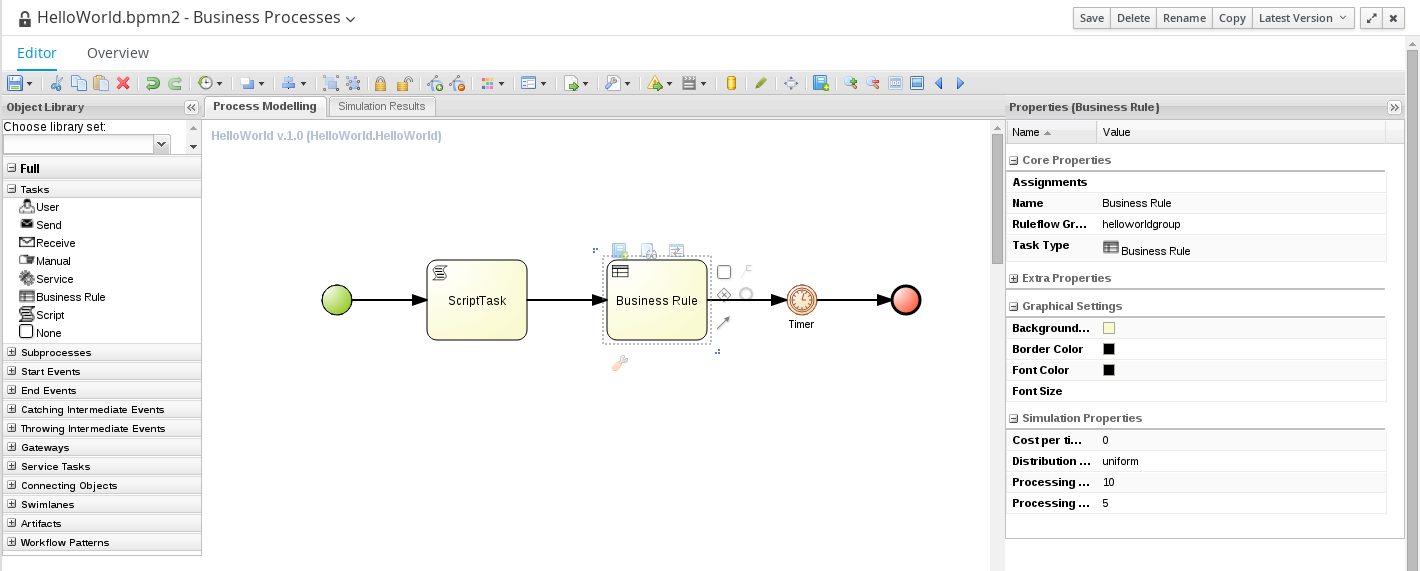 HelloWorld.bpmn2 - Business Processes
Save Delete Rename Copy Latest Version
Editor Overview
Object Library
Process Modelling
Simulation Results
Properties (Business Rule)
Choose library set:
Full
Tasks
User
Send
Receive
Manual
Service
Business Rule
Script
None
Subprocesses
Start Events
End Events
Catching Intermediate Events
Throwing Intermediate Events
Gateways
Service Tasks
Connecting Objects
Swimlanes
Artifacts
Workflow Patterns
HelloWorld v.1.0 (HelloWorld.HelloWorld)
ScriptTask
Business Rule
Timer
Name Value
Core Properties
Assignments
Name Business Rule
Ruleflow Gr... helloworldgroup
Task Type Business Rule
Extra Properties
Graphical Settings
Background...
Border Color
Font Color
Font Size
Simulation Properties
Cost per ti... 0
Distribution ... uniform
Processing ... 10
Processing ... 5